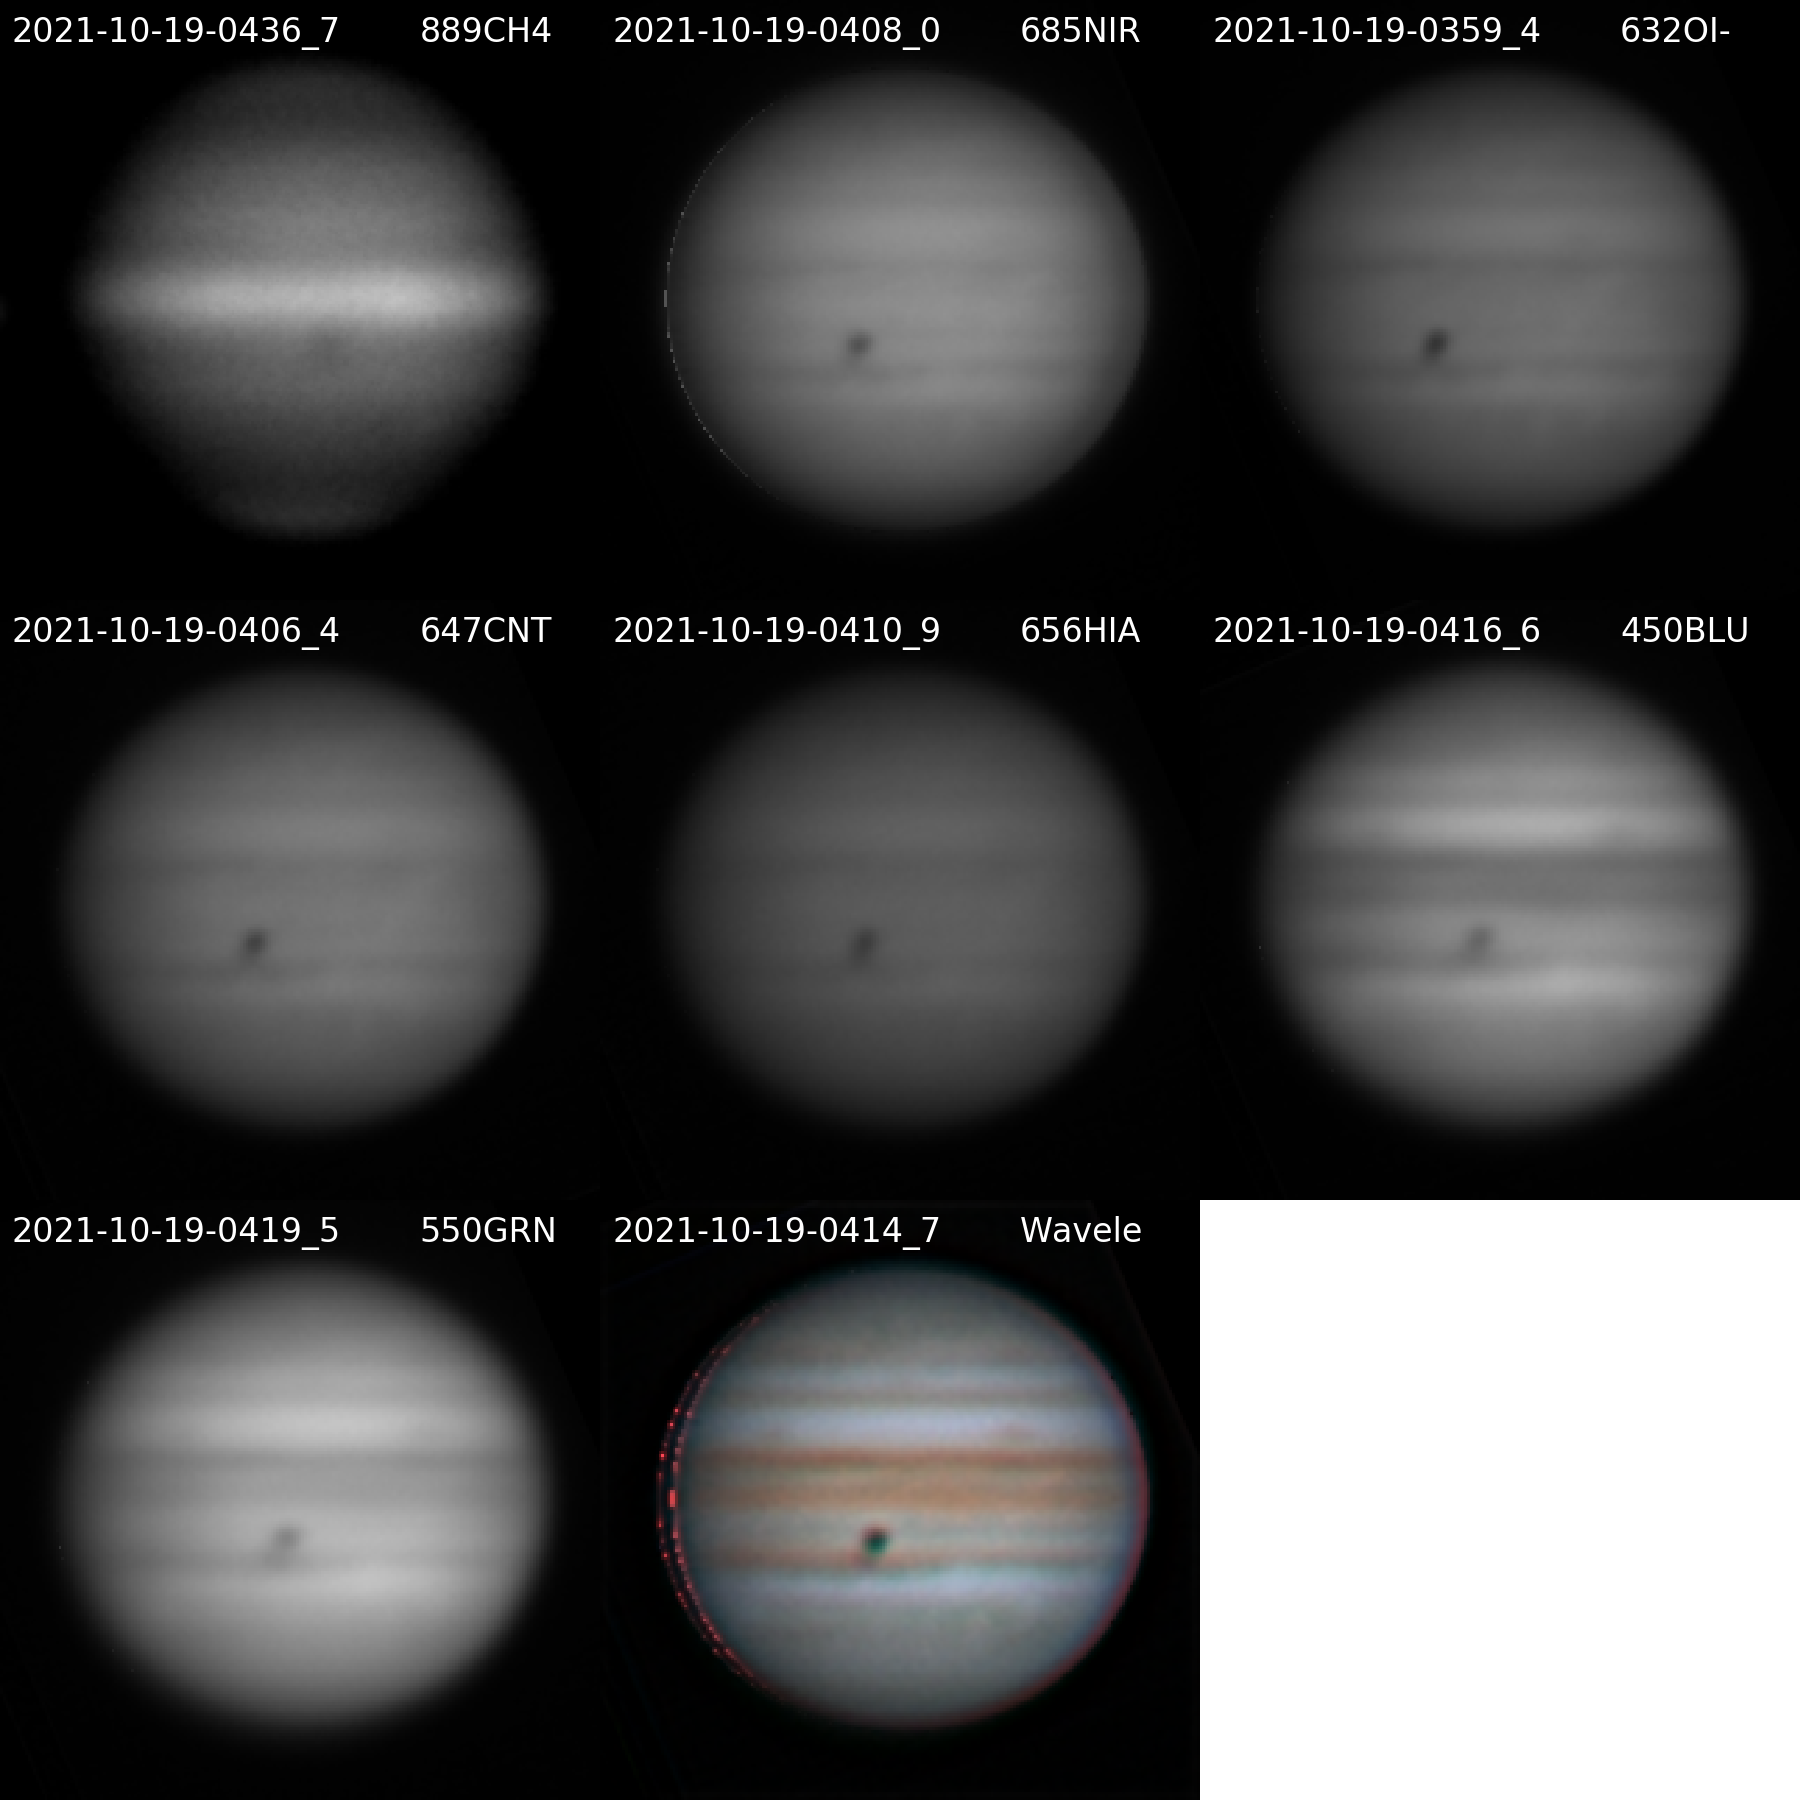 2021-10-19-0436_7 889CH4
2021-10-19-0408_0 685NIR
2021-10-19-0359_4 632OI-
2021-10-19-0406_4 647CNT
2021-10-19-0410_9 656HIA
2021-10-19-0416_6 450BLU
2021-10-19-0419_5 550GRN
2021-10-19-0414_7 Wavele